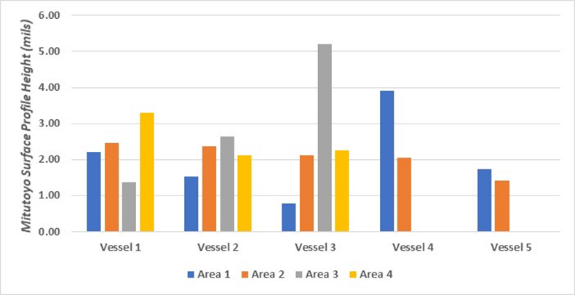 Mitutoyo Surface Profile Height (mils)
6.00
5.00
4.00
3.00
2.00
1.00
0.00
Vessel 1 Vessel 2 Vessel 3 Vessel 4 Vessel 5
Area 1 Area 2 Area 3 Area 4